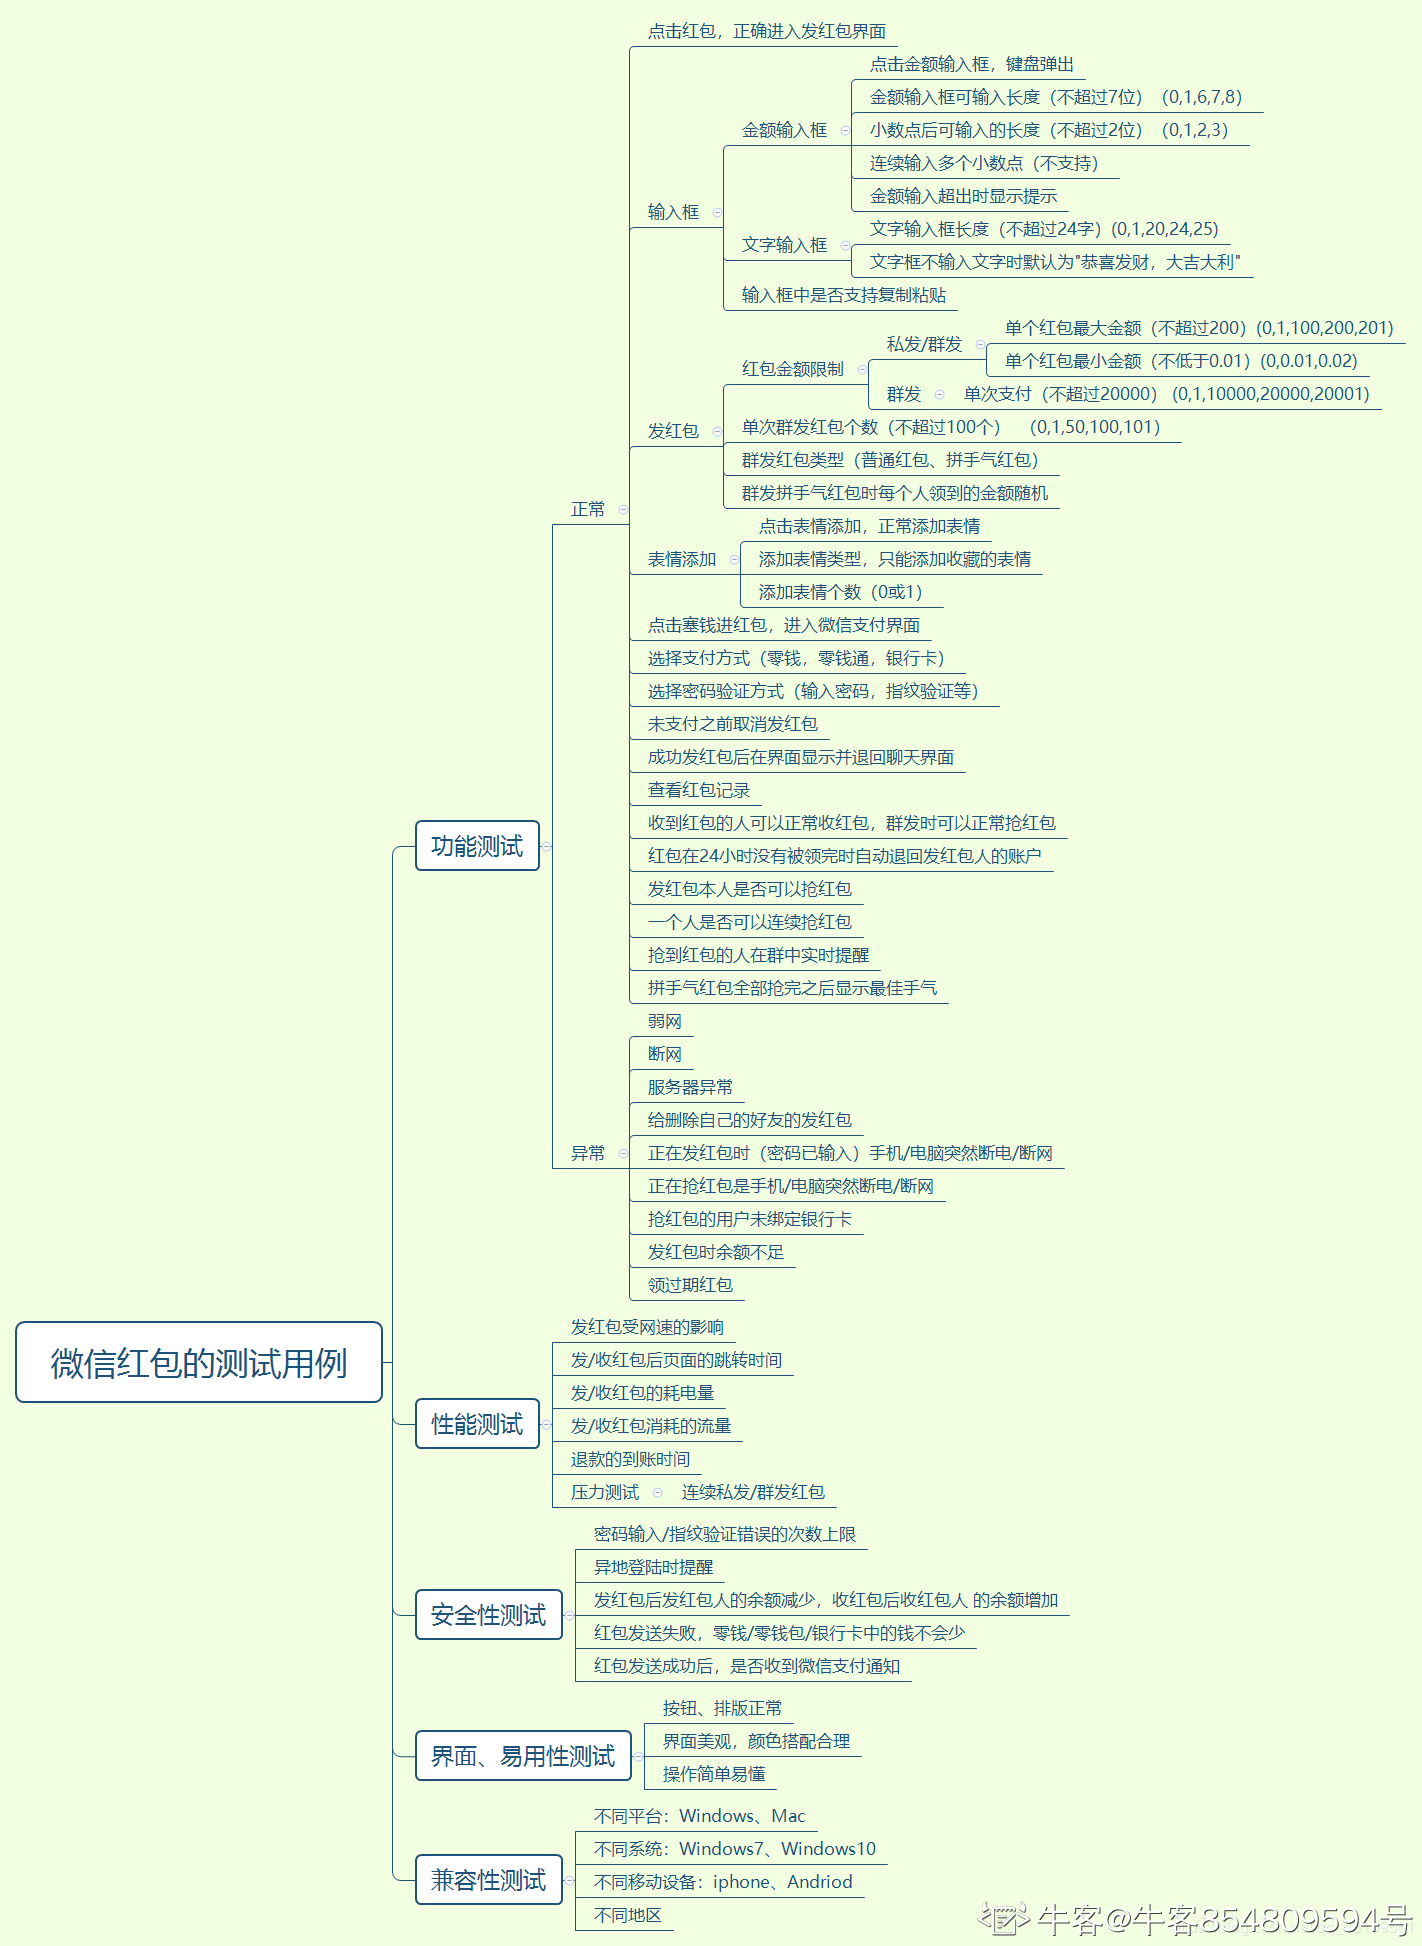 点击红包，正确进入发红包界面
点击金额输入框，键盘弹出
金额输入框可输入长度（不超过7位）（0,1,6,7,8）
金额输入框
小数点后可输入的长度（不超过2位）（0,1,2,3）
连续输入多个小数点（不支持）
金额输入超出时显示提示
输入框
文字输入框长度（不超过24字）(0,1,20,24,25)
文字输入框
文字框不输入文字时默认为"恭喜发财，大吉大利"
输入框中是否支持复制粘贴
单个红包最大金额（不超过200）(0,1,100,200,201)
私发/群发
单个红包最小金额（不低于0.01）(0,0.01,0.02)
红包金额限制
群发
单次支付（不超过20000）(0,1,10000,20000,20001)
发红包
单次群发红包个数（不超过100个） （0,1,50,100,101）
群发红包类型（普通红包、拼手气红包）
群发拼手气红包时每个人领到的金额随机
正常
点击表情添加，正常添加表情
表情添加
添加表情类型，只能添加收藏的表情
添加表情个数（0或1）
点击塞钱进红包，进入微信支付界面
选择支付方式（零钱，零钱通，银行卡）
选择密码验证方式（输入密码，指纹验证等）
未支付之前取消发红包
成功发红包后在界面显示并退回聊天界面
查看红包记录
收到红包的人可以正常收红包，群发时可以正常抢红包
功能测试
红包在24小时没有被领完时自动退回发红包人的账户
发红包本人是否可以抢红包
一个人是否可以连续抢红包
抢到红包的人在群中实时提醒
拼手气红包全部抢完之后显示最佳手气
弱网
断网
服务器异常
给删除自己的好友的发红包
异常
正在发红包时（密码已输入）手机/电脑突然断电/断网
正在抢红包是手机/电脑突然断电/断网
抢红包的用户未绑定银行卡
发红包时余额不足
领过期红包
微信红包的测试用例
发红包受网速的影响
发/收红包后页面的跳转时间
发/收红包的耗电量
性能测试
发/收红包消耗的流量
退款的到账时间
压力测试
连续私发/群发红包
密码输入/指纹验证错误的次数上限
异地登陆时提醒
安全性测试
发红包后发红包人的余额减少，收红包后收红包人 的余额增加
红包发送失败，零钱/零钱包/银行卡中的钱不会少
红包发送成功后，是否收到微信支付通知
按钮、排版正常
界面、易用性测试
界面美观，颜色搭配合理
操作简单易懂
不同平台：Windows、Mac
不同系统：Windows7、Windows10
兼容性测试
不同移动设备：iphone、Andriod
不同地区
牛客@牛客854809594号